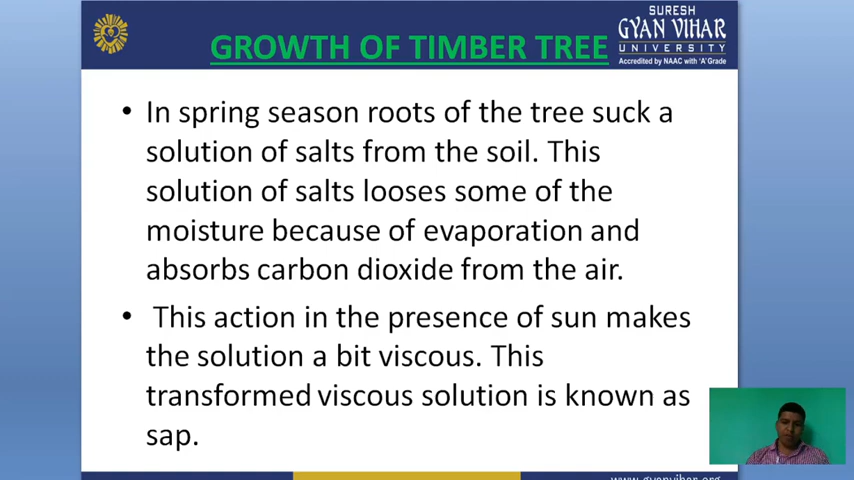 SURESH
GYAN VIHAR
UNIVERSITY
Accredited by NAAC with 'A' Grade
GROWTH OF TIMBER TREE
• In spring season roots of the tree suck a
solution of salts from the soil. This
solution of salts looses some of the
moisture because of evaporation and
absorbs carbon dioxide from the air.
• This action in the presence of sun makes
the solution a bit viscous. This
transformed viscous solution is known as
sap.
www.gyanvihar.org